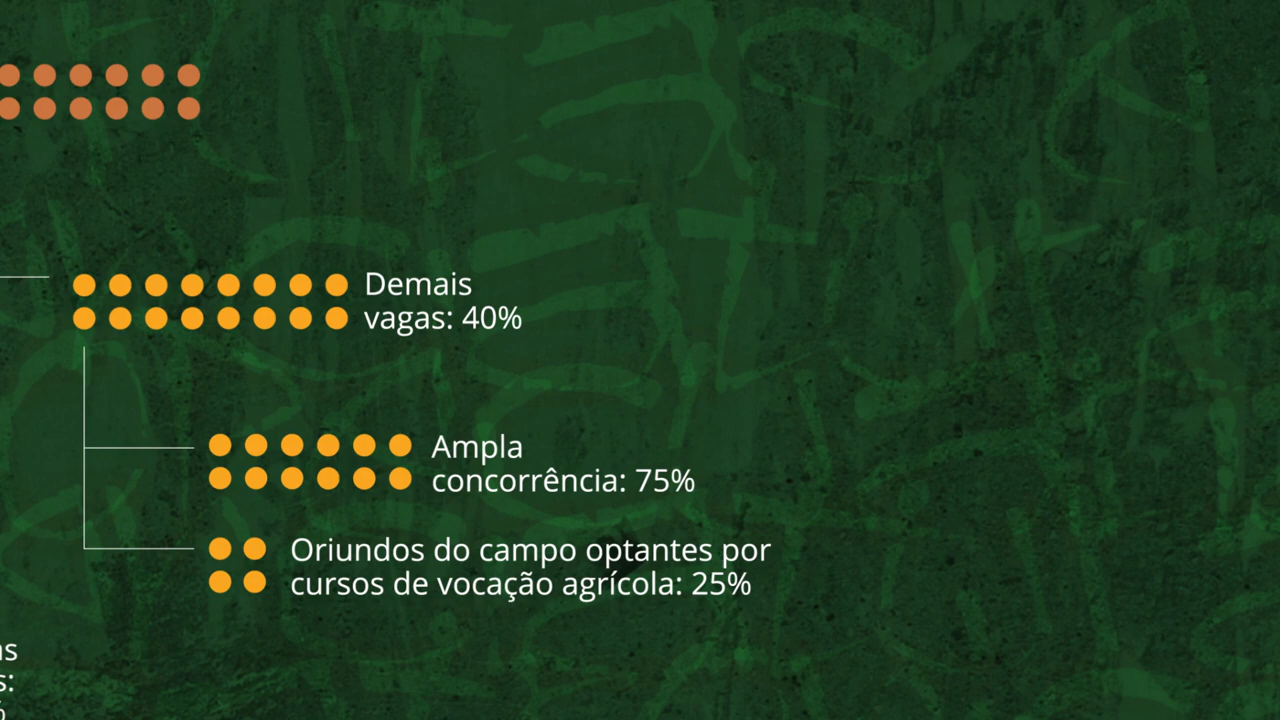 Demais
vagas: 40%
Ampla
concorrência: 75%
Oriundos do campo optantes por
cursos de vocação agrícola: 25%